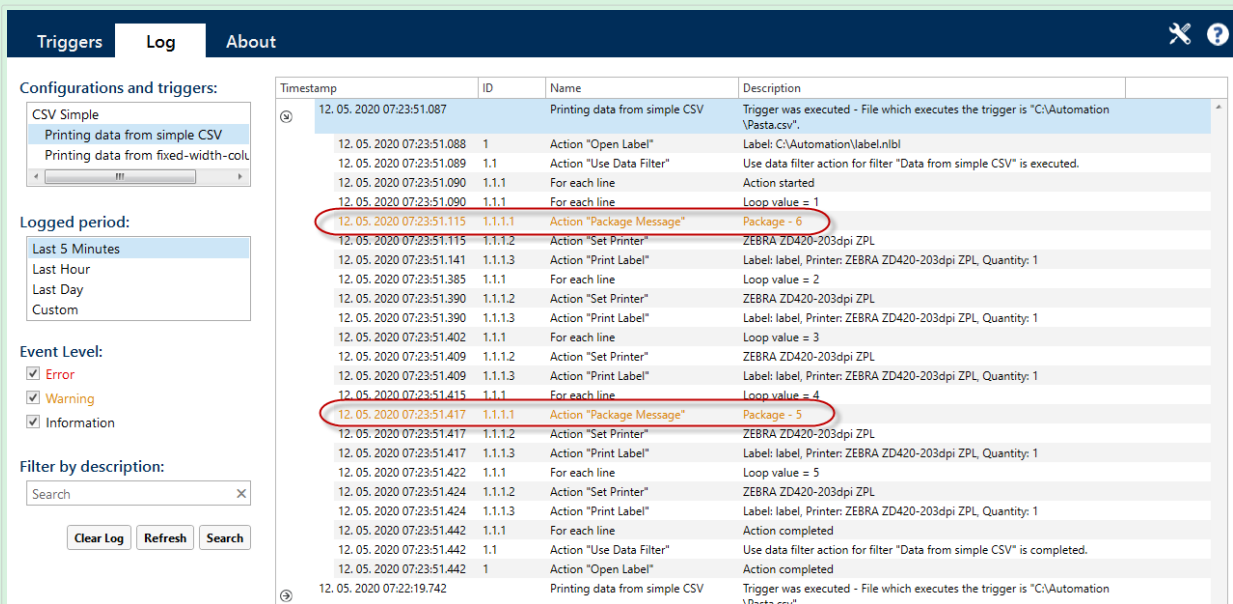 Triggers Log About
Configurations and triggers:
CSV Simple
Printing data from simple CSV
Printing data from fixed-width-colu
Logged period:
Last 5 Minutes
Last Hour
Last Day
Custom
Event Level:
Error
Warning
Information
Filter by description:
Search
Clear Log Refresh Search
Timestamp ID Name Description
12. 05. 2020 07:23:51.087 Printing data from simple CSV Trigger was executed - File which executes the trigger is "C:\Automation
\Pasta.csv".
12. 05. 2020 07:23:51.088 1 Action "Open Label" Label: C:\Automation\label.nlbl
12. 05. 2020 07:23:51.089 1.1 Action "Use Data Filter" Use data filter action for filter "Data from simple CSV" is executed.
12. 05. 2020 07:23:51.090 1.1.1 For each line Action started
12. 05. 2020 07:23:51.090 1.1.1 For each line Loop value = 1
12. 05. 2020 07:23:51.115 1.1.1.1 Action "Package Message" Package - 6
12. 05. 2020 07:23:51.115 1.1.1.2 Action "Set Printer" ZEBRA ZD420-203dpi ZPL
12. 05. 2020 07:23:51.141 1.1.1.3 Action "Print Label" Label: label, Printer: ZEBRA ZD420-203dpi ZPL, Quantity: 1
12. 05. 2020 07:23:51.385 1.1.1 For each line Loop value = 2
12. 05. 2020 07:23:51.390 1.1.1.2 Action "Set Printer" ZEBRA ZD420-203dpi ZPL
12. 05. 2020 07:23:51.390 1.1.1.3 Action "Print Label" Label: label, Printer: ZEBRA ZD420-203dpi ZPL, Quantity: 1
12. 05. 2020 07:23:51.402 1.1.1 For each line Loop value = 3
12. 05. 2020 07:23:51.409 1.1.1.2 Action "Set Printer" ZEBRA ZD420-203dpi ZPL
12. 05. 2020 07:23:51.409 1.1.1.3 Action "Print Label" Label: label, Printer: ZEBRA ZD420-203dpi ZPL, Quantity: 1
12. 05. 2020 07:23:51.415 1.1.1 For each line Loop value = 4
12. 05. 2020 07:23:51.417 1.1.1.1 Action "Package Message" Package - 5
12. 05. 2020 07:23:51.417 1.1.1.2 Action "Set Printer" ZEBRA ZD420-203dpi ZPL
12. 05. 2020 07:23:51.417 1.1.1.3 Action "Print Label" Label: label, Printer: ZEBRA ZD420-203dpi ZPL, Quantity: 1
12. 05. 2020 07:23:51.422 1.1.1 For each line Loop value = 5
12. 05. 2020 07:23:51.424 1.1.1.2 Action "Set Printer" ZEBRA ZD420-203dpi ZPL
12. 05. 2020 07:23:51.424 1.1.1.3 Action "Print Label" Label: label, Printer: ZEBRA ZD420-203dpi ZPL, Quantity: 1
12. 05. 2020 07:23:51.442 1.1.1 For each line Action completed
12. 05. 2020 07:23:51.442 1.1 Action "Use Data Filter" Use data filter action for filter "Data from simple CSV" is completed.
12. 05. 2020 07:23:51.442 1 Action "Open Label" Action completed
12. 05. 2020 07:22:19.742 Printing data from simple CSV Trigger was executed - File which executes the trigger is "C:\Automation
\Pasta.csv".